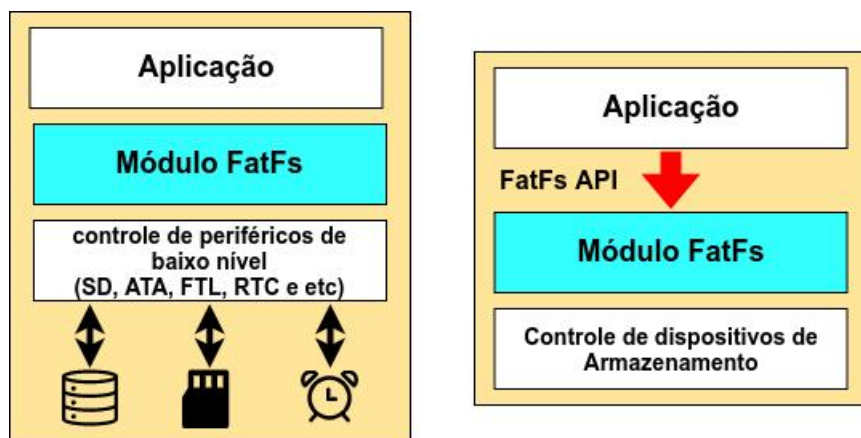 Aplicação
Módulo FatFs
controle de periféricos de
baixo nível
(SD, ATA, FTL, RTC e etc)
Aplicação
FatFs API
Módulo FatFs
Controle de dispositivos de
Armazenamento